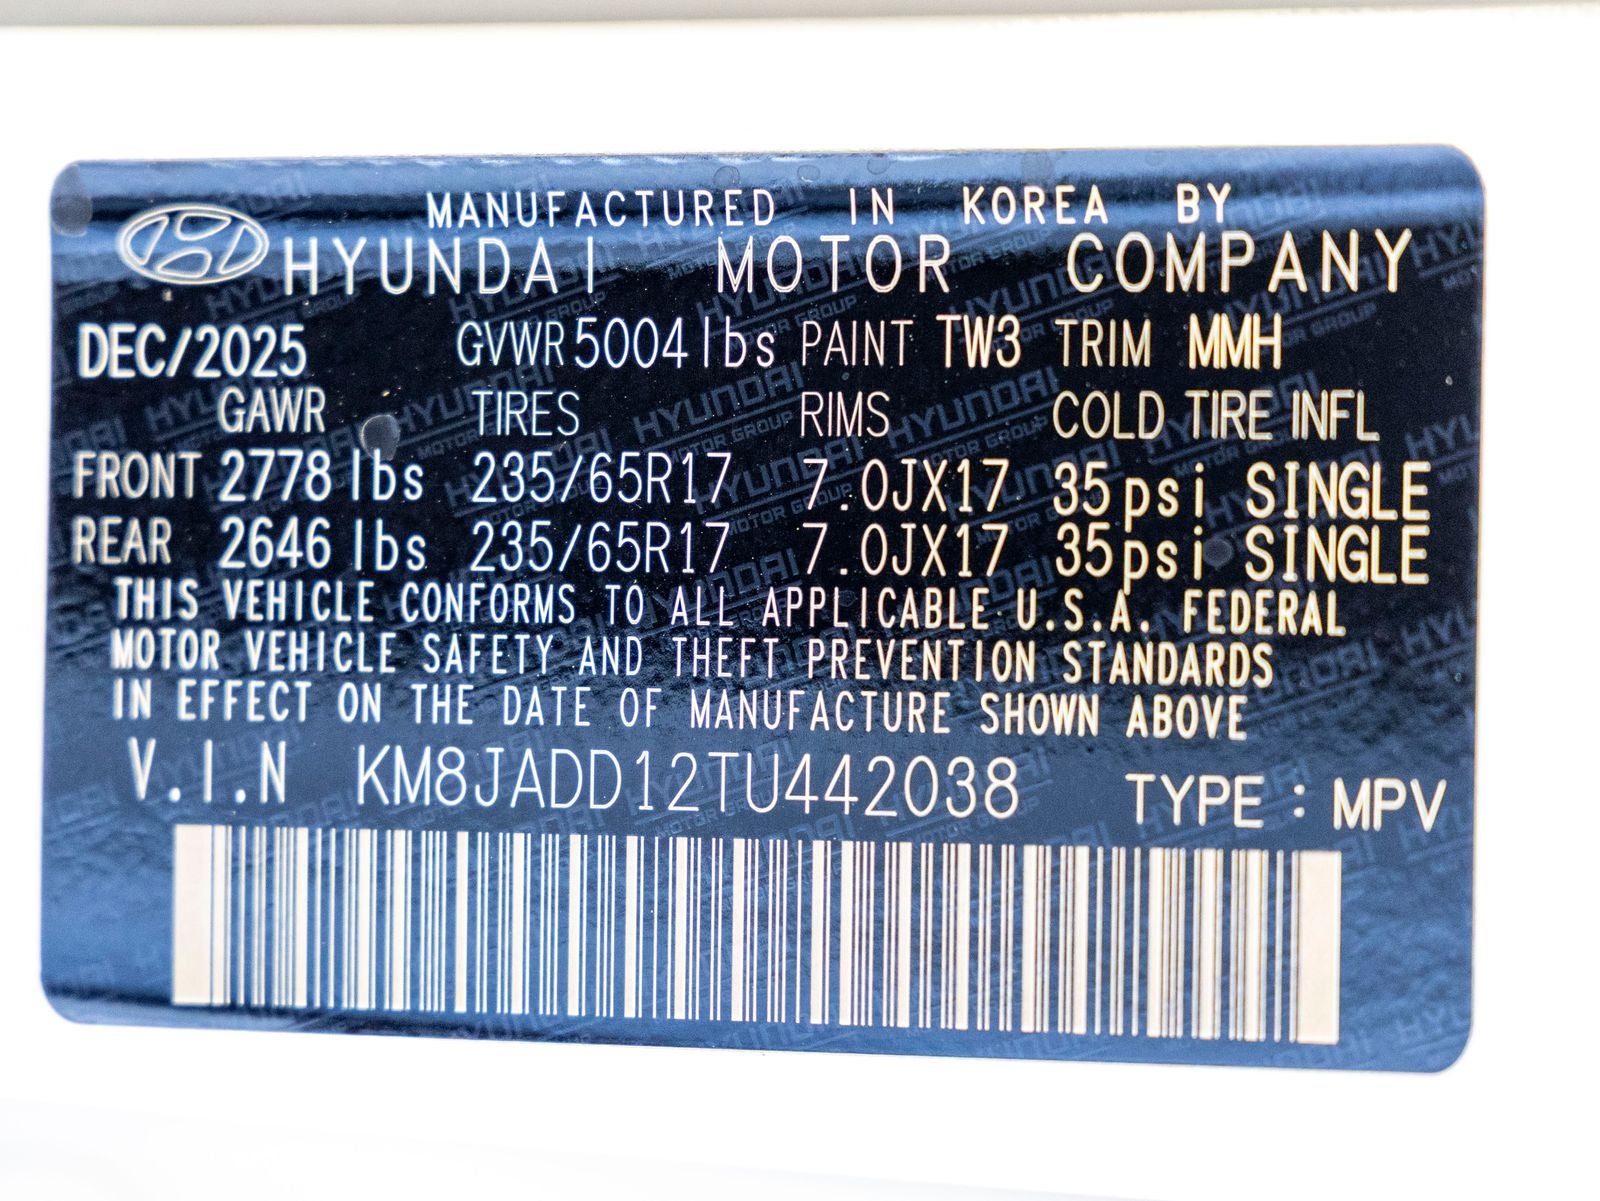 MANUFACTURED IN KOREA BY
HYUNDAI MOTOR COMPANY
DEC/2025 GVWR 5004 lbs PAINT TW3 TRIM MMH
GAWR TIRES RIMS COLD TIRE INFL
FRONT 2778 lbs 235/65R17 7.0JX17 35psi SINGLE
REAR 2646 lbs 235/65R17 7.0JX17 35psi SINGLE
THIS VEHICLE CONFORMS TO ALL APPLICABLE U.S.A. FEDERAL
MOTOR VEHICLE SAFETY AND THEFT PREVENTION STANDARDS
IN EFFECT ON THE DATE OF MANUFACTURE SHOWN ABOVE
V.I.N KM8JADD12TU442038 TYPE : MPV